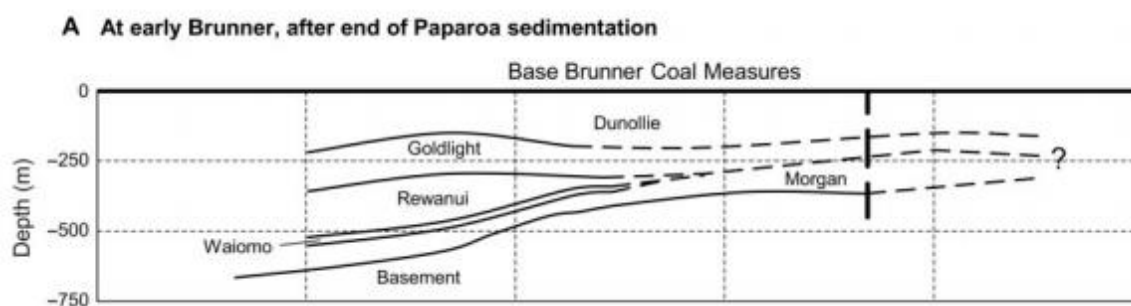 A At early Brunner, after end of Paparoa sedimentation
Base Brunner Coal Measures
0
Dunollie
Goldlight
–250
?
Morgan
Rewanui
Depth (m)
–500
Waiomo
Basement
–750